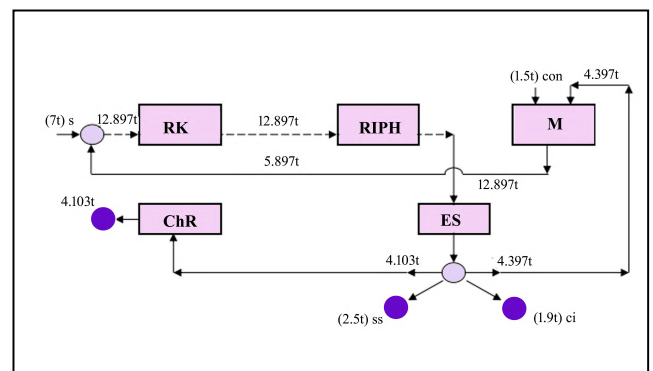 (1.5t) con
4.397t
(7t) s
12.897t
RK
12.897t
RIPH
M
5.897t
12.897t
4.103t
ChR
ES
4.103t
4.397t
(2.5t) ss
(1.9t) ci